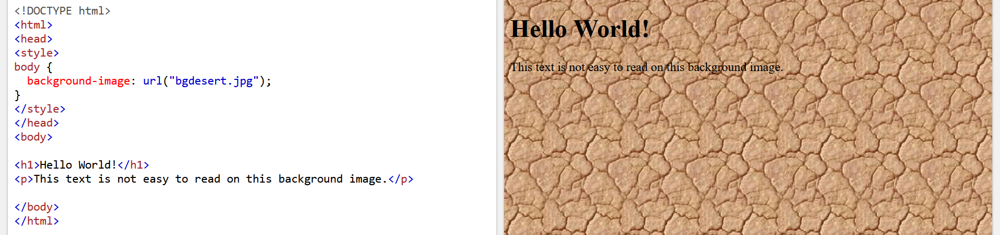 <!DOCTYPE html>
<html>
<head>
<style>
body {
  background-image: url("bgdesert.jpg");
}
</style>
</head>
<body>

<h1>Hello World!</h1>
<p>This text is not easy to read on this background image.</p>

</body>
</html>
Hello World!
This text is not easy to read on this background image.